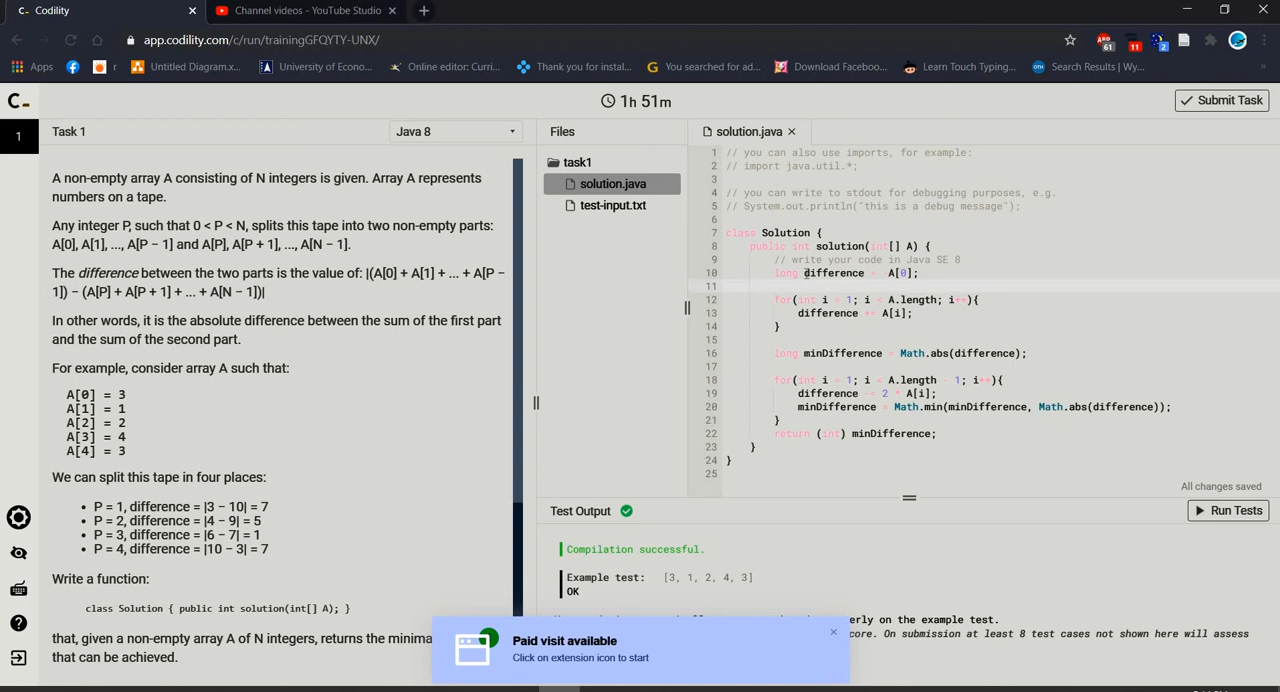 Codility
Channel videos - YouTube Studio
app.codility.com/c/run/trainingGFQYTY-UNX/
61
11
2
Apps
r
Untitled Diagram.x...
University of Econo...
Online editor: Curri...
Thank you for instal...
You searched for ad...
Download Faceboo...
Learn Touch Typing...
OTH
Search Results | Wy...
C_
1h 51m
Submit Task
1
Task 1
Java 8
Files
solution.java
task1
solution.java
test-input.txt
A non-empty array A consisting of N integers is given. Array A represents
numbers on a tape.
Any integer P, such that 0 < P < N, splits this tape into two non-empty parts:
A[0], A[1], ..., A[P − 1] and A[P], A[P + 1], ..., A[N − 1].
The difference between the two parts is the value of: |(A[0] + A[1] + ... + A[P −
1]) − (A[P] + A[P + 1] + ... + A[N − 1])|
In other words, it is the absolute difference between the sum of the first part
and the sum of the second part.
For example, consider array A such that:
A[0] = 3
A[1] = 1
A[2] = 2
A[3] = 4
A[4] = 3
We can split this tape in four places:
• P = 1, difference = |3 − 10| = 7
• P = 2, difference = |4 − 9| = 5
• P = 3, difference = |6 − 7| = 1
• P = 4, difference = |10 − 3| = 7
Write a function:
class Solution { public int solution(int[] A); }
that, given a non-empty array A of N integers, returns the minima
that can be achieved.
1 // you can also use imports, for example:
2 // import java.util.*;
3
4 // you can write to stdout for debugging purposes, e.g.
5 // System.out.println("this is a debug message");
6
7 class Solution {
8 public int solution(int[] A) {
9 // write your code in Java SE 8
10 long difference = -A[0];
11
12 for(int i = 1; i < A.length; i++){
13 difference += A[i];
14 }
15
16 long minDifference = Math.abs(difference);
17
18 for(int i = 1; i < A.length - 1; i++){
19 difference -= 2 * A[i];
20 minDifference = Math.min(minDifference, Math.abs(difference));
21 }
22 return (int) minDifference;
23 }
24 }
25
All changes saved
Test Output
Run Tests
Compilation successful.
Example test: [3, 1, 2, 4, 3]
OK
erly on the example test.
core. On submission at least 8 test cases not shown here will assess
Paid visit available
Click on extension icon to start